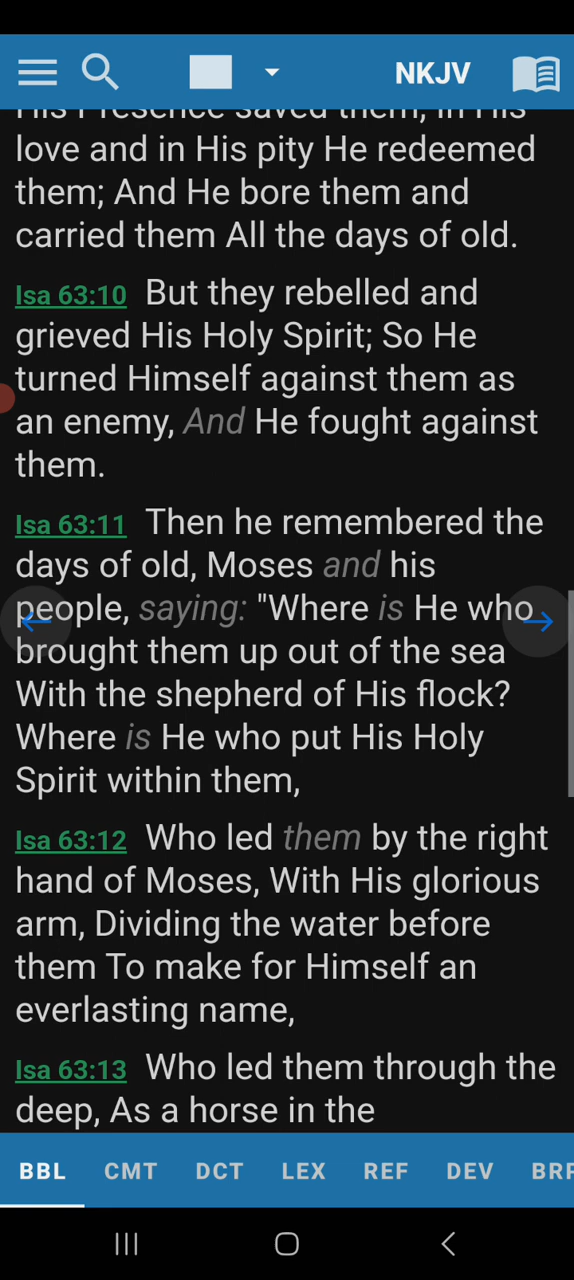 NKJV
His Presence saved them; In His
love and in His pity He redeemed
them; And He bore them and
carried them All the days of old.
Isa 63:10 But they rebelled and
grieved His Holy Spirit; So He
turned Himself against them as
an enemy, And He fought against
them.
Isa 63:11 Then he remembered the
days of old, Moses and his
people, saying: "Where is He who
brought them up out of the sea
With the shepherd of His flock?
Where is He who put His Holy
Spirit within them,
Isa 63:12 Who led them by the right
hand of Moses, With His glorious
arm, Dividing the water before
them To make for Himself an
everlasting name,
Isa 63:13 Who led them through the
deep, As a horse in the
BBL CMT DCT LEX REF DEV BRP